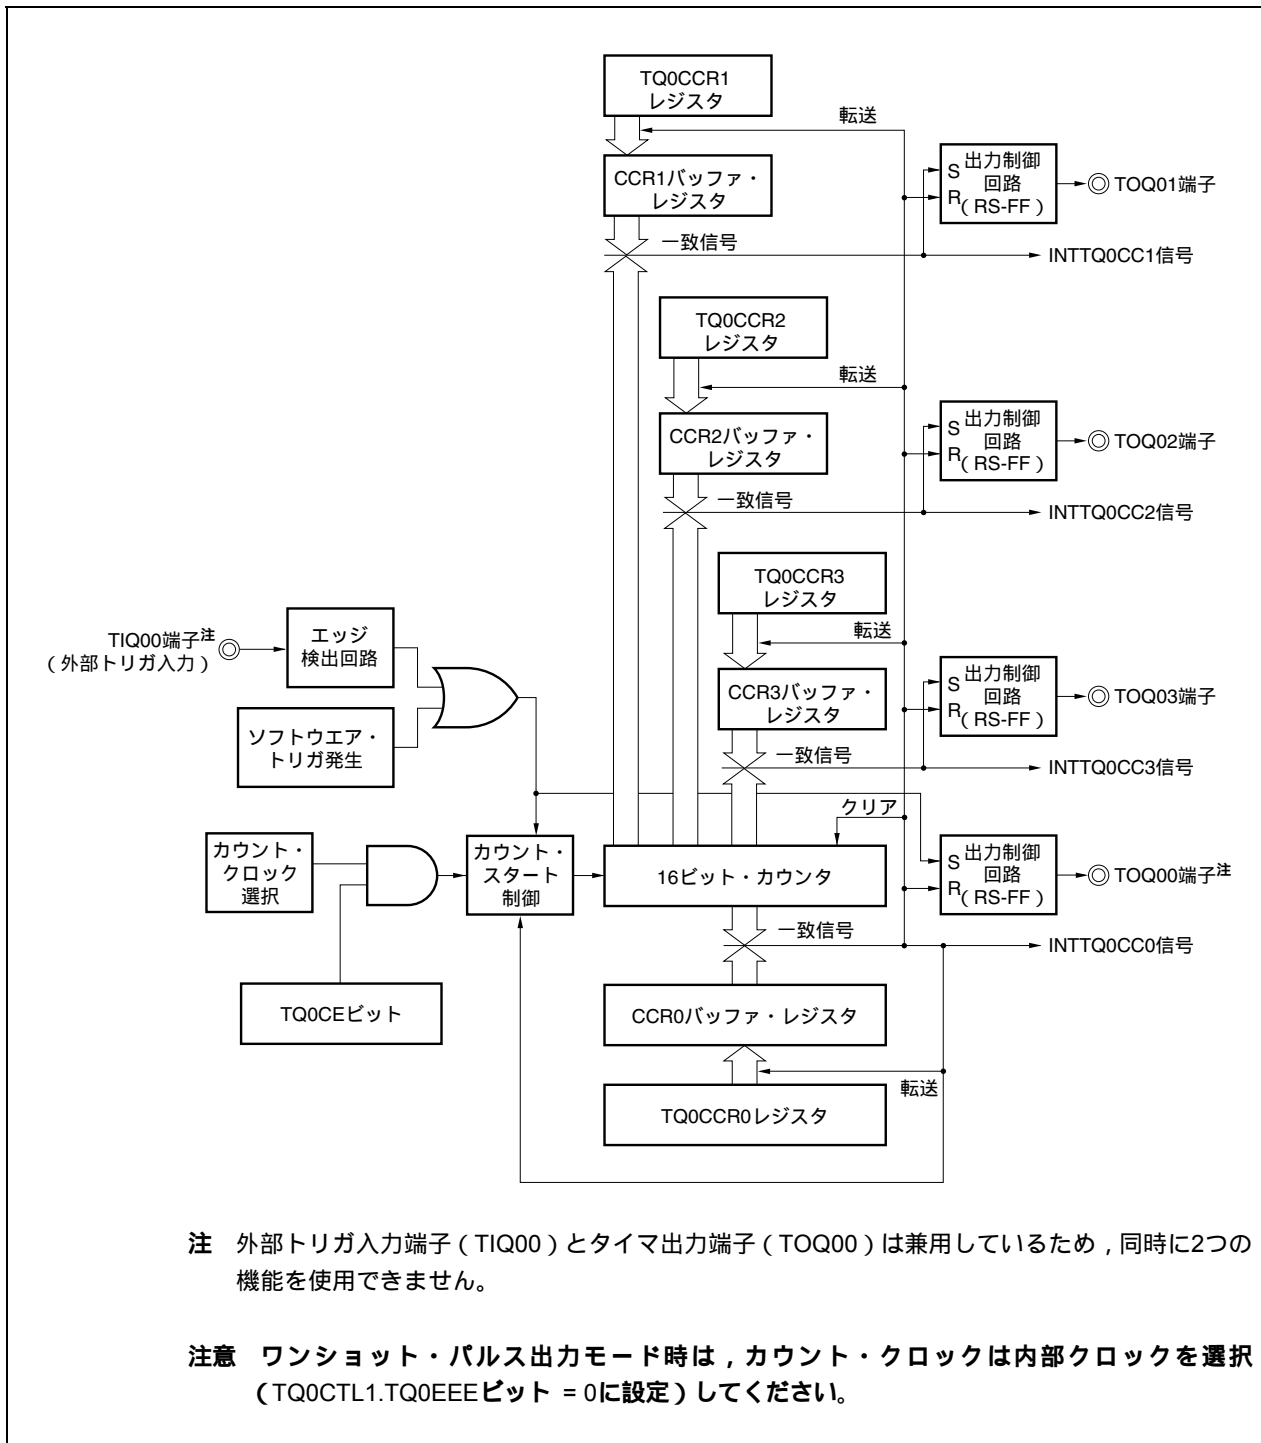 TQ0CCR1
レジスタ
転送
CCR1バッファ・
レジスタ
S 出力制御
回路
R ( RS-FF )
TOQ01端子
一致信号
INTTQ0CC1信号
TQ0CCR2
レジスタ
転送
CCR2バッファ・
レジスタ
S 出力制御
回路
R ( RS-FF )
TOQ02端子
一致信号
INTTQ0CC2信号
TQ0CCR3
レジスタ
転送
TIQ00端子注
( 外部トリガ入力 )
エッジ
検出回路
CCR3バッファ・
レジスタ
S 出力制御
回路
R ( RS-FF )
TOQ03端子
ソフトウエア・
トリガ発生
一致信号
INTTQ0CC3信号
クリア
カウント・
クロック
選択
カウント・
スタート
制御
16ビット・カウンタ
S 出力制御
回路
R ( RS-FF )
TOQ00端子注
一致信号
INTTQ0CC0信号
TQ0CEビット
CCR0バッファ・レジスタ
転送
TQ0CCR0レジスタ
注 外部トリガ入力端子 ( TIQ00 ) とタイマ出力端子 ( TOQ00 ) は兼用しているため , 同時に2つの
機能を使用できません。
注意 ワンショット・パルス出力モード時は , カウント・クロックは内部クロックを選択
( TQ0CTL1.TQ0EEEビット = 0に設定 ) してください。